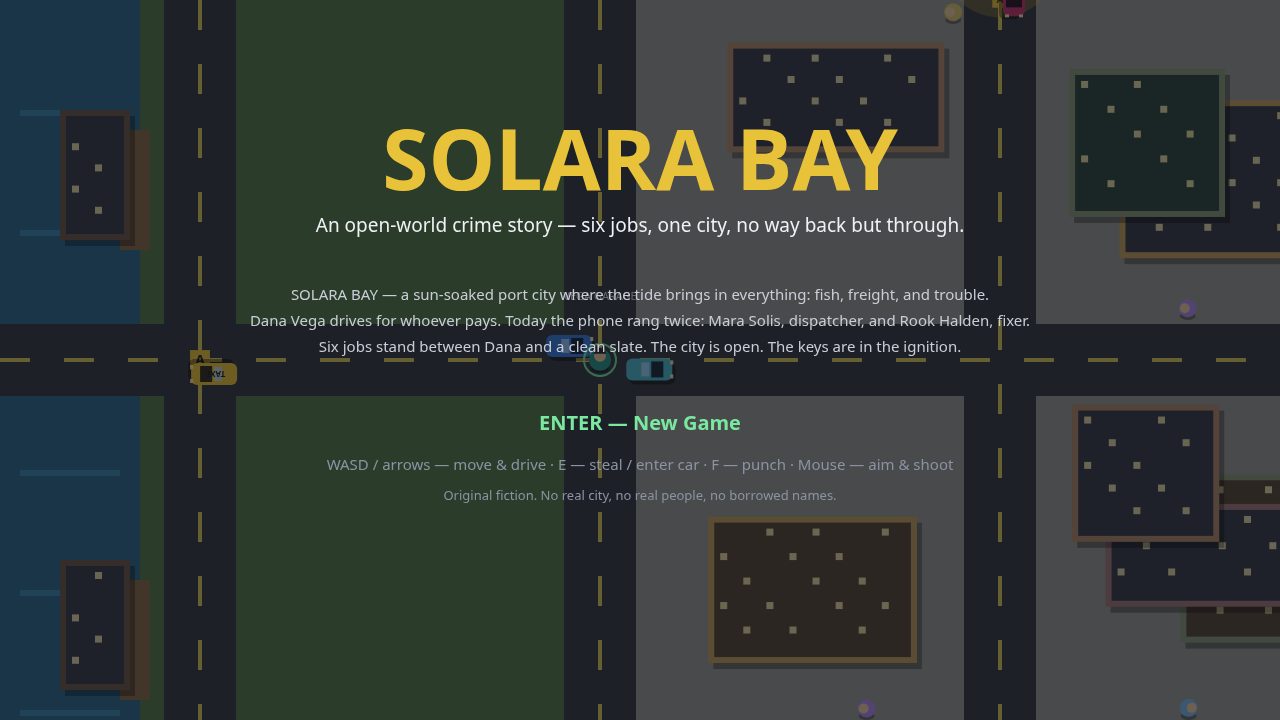 SOLARA BAY
An open-world crime story — six jobs, one city, no way back but through.
SOLARA BAY — a sun-soaked port city where the tide brings in everything: fish, freight, and trouble.
Dana Vega drives for whoever pays. Today the phone rang twice: Mara Solis, dispatcher, and Rook Halden, fixer.
Six jobs stand between Dana and a clean slate. The city is open. The keys are in the ignition.
A
TAXI
ENTER — New Game
WASD / arrows — move & drive · E — steal / enter car · F — punch · Mouse — aim & shoot
Original fiction. No real city, no real people, no borrowed names.